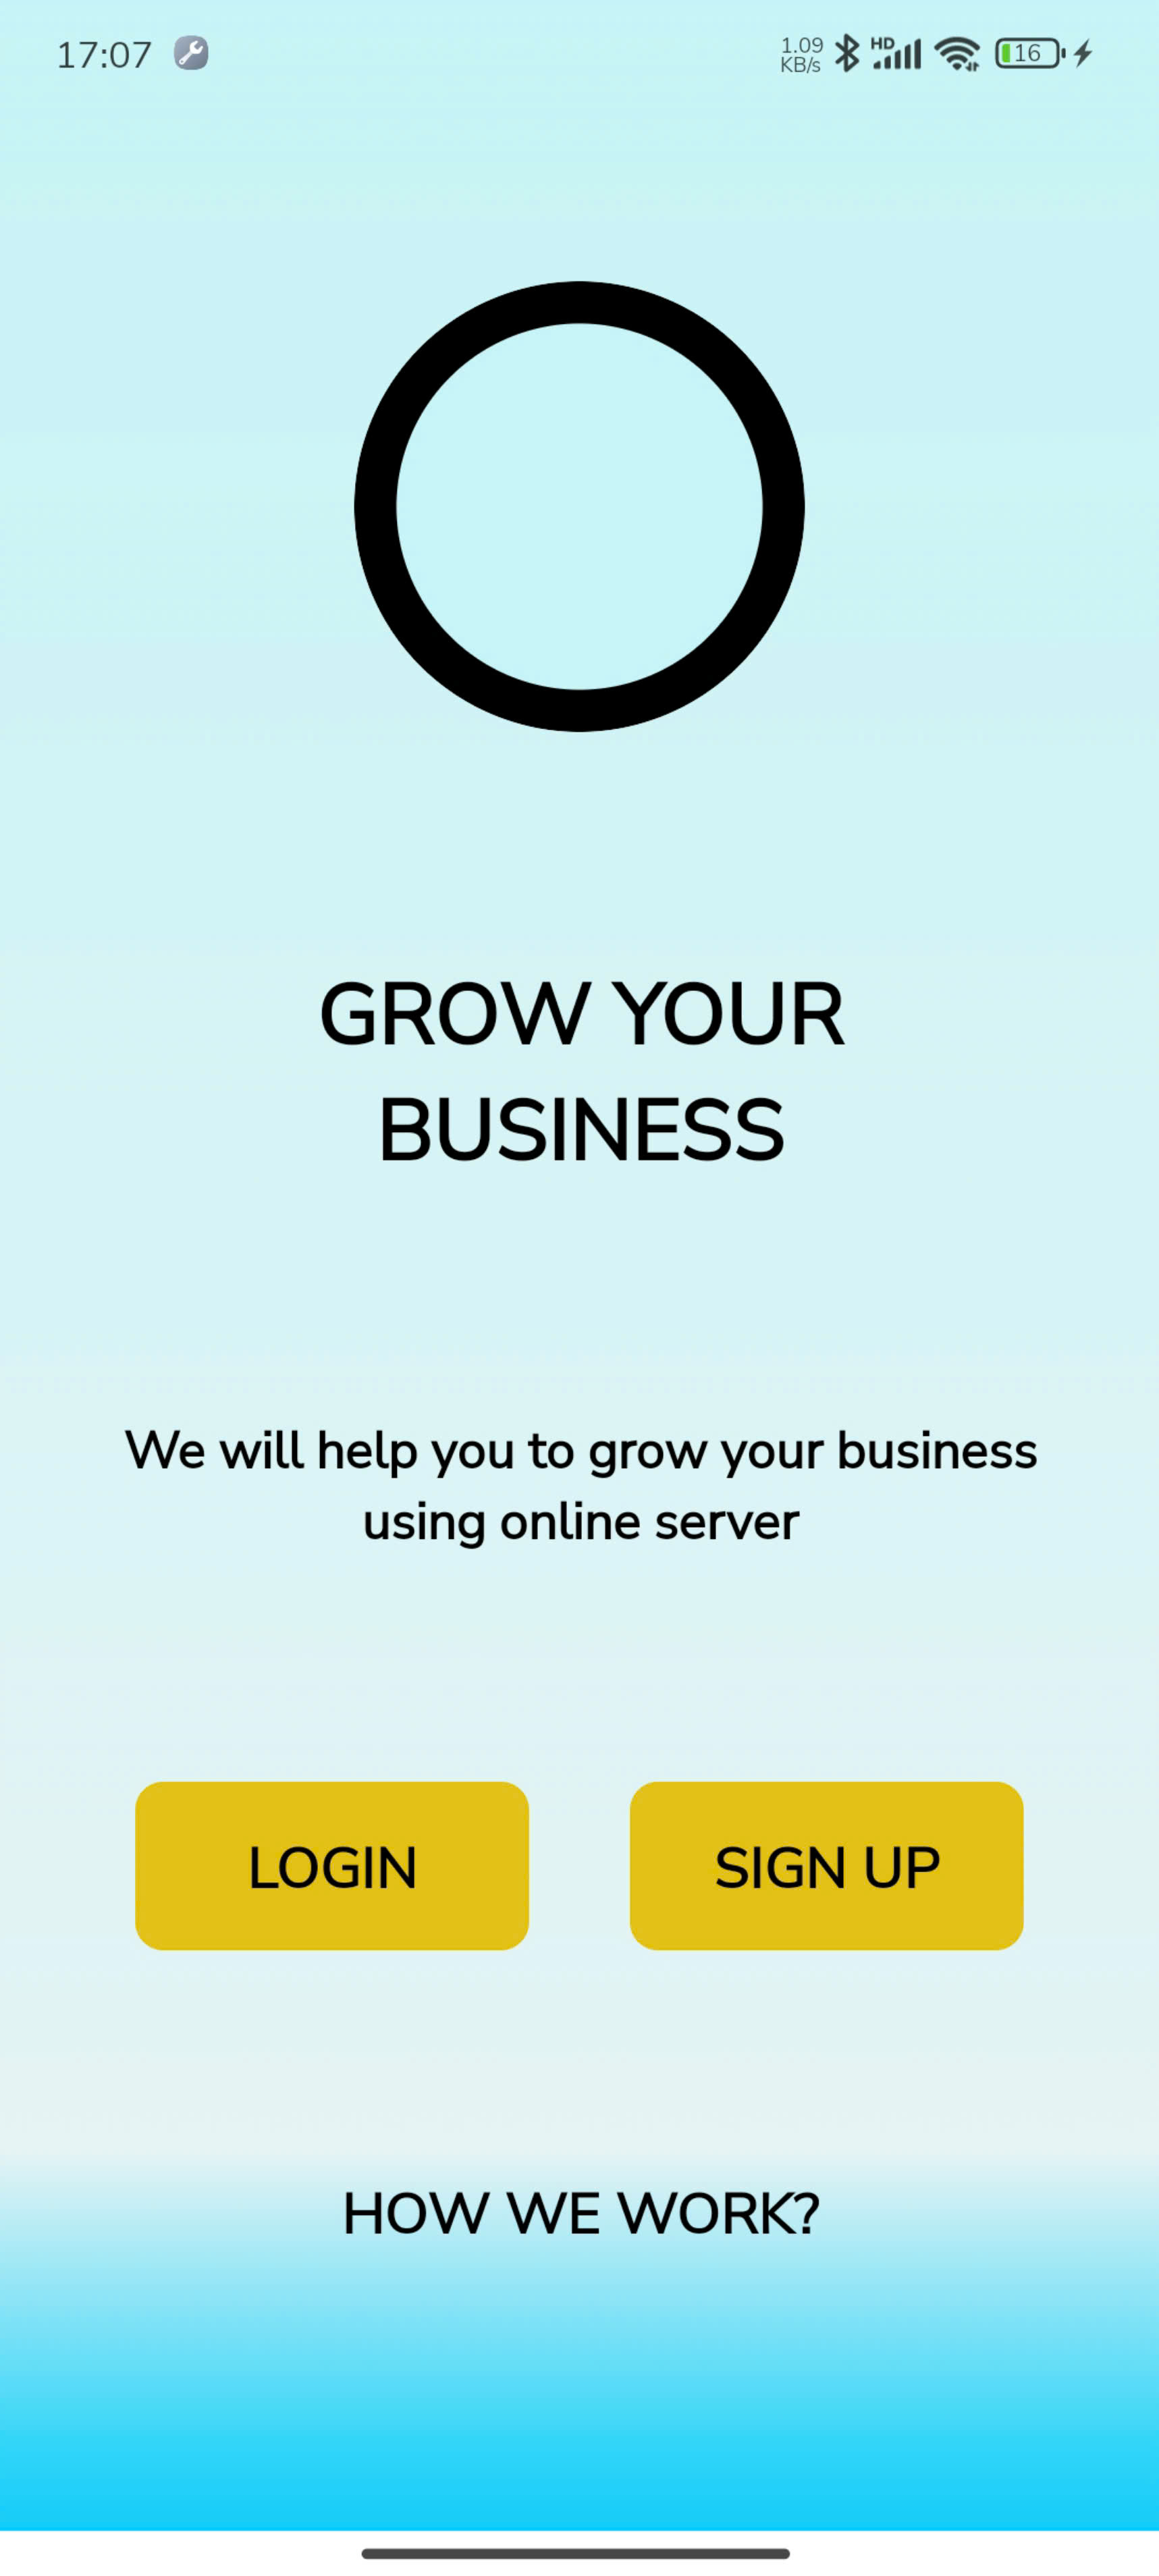 17:07
1.09
KB/s
HD
16
GROW YOUR
BUSINESS
We will help you to grow your business
using online server
LOGIN
SIGN UP
HOW WE WORK?